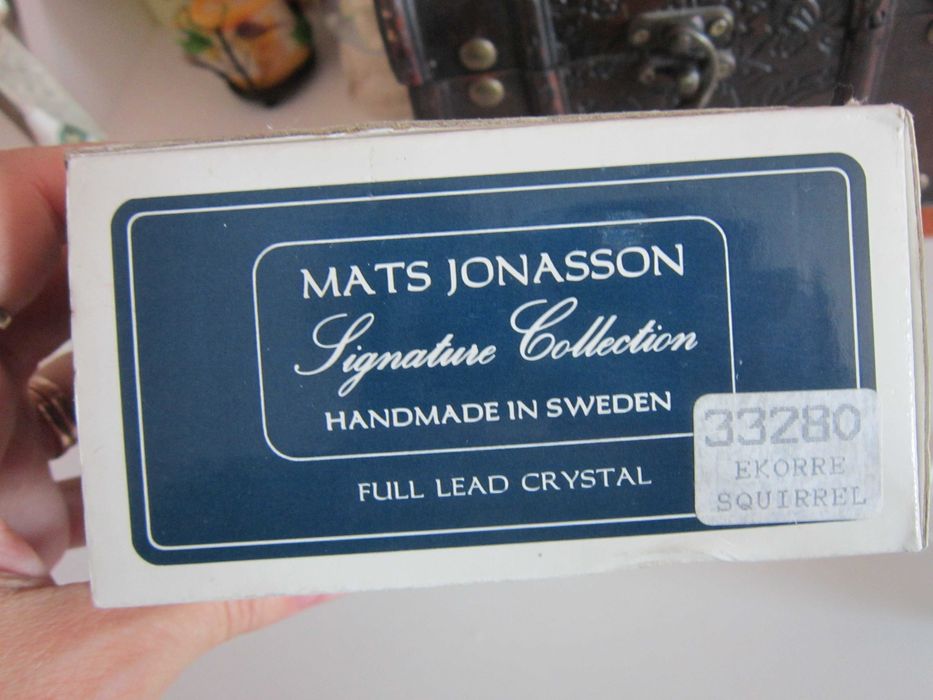 MATS JONASSON
Signature Collection
HANDMADE IN SWEDEN
FULL LEAD CRYSTAL
33280
EKORRE
SQUIRREL